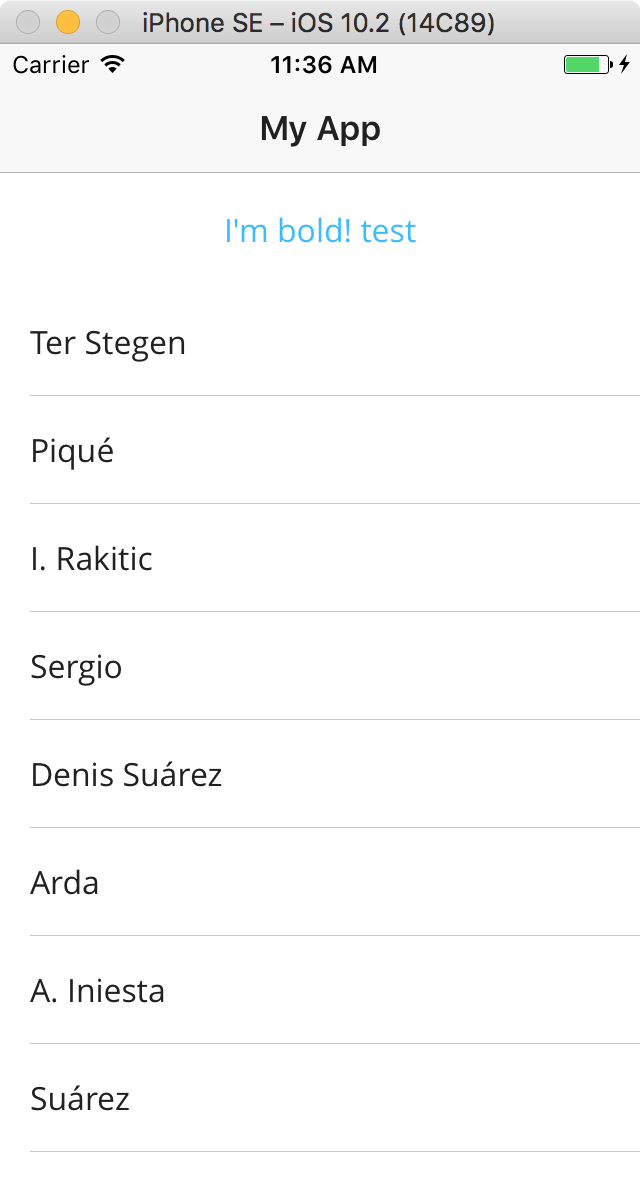 iPhone SE – iOS 10.2 (14C89)
Carrier 11:36 AM
My App
I'm bold! test
Ter Stegen
Piqué
I. Rakitic
Sergio
Denis Suárez
Arda
A. Iniesta
Suárez